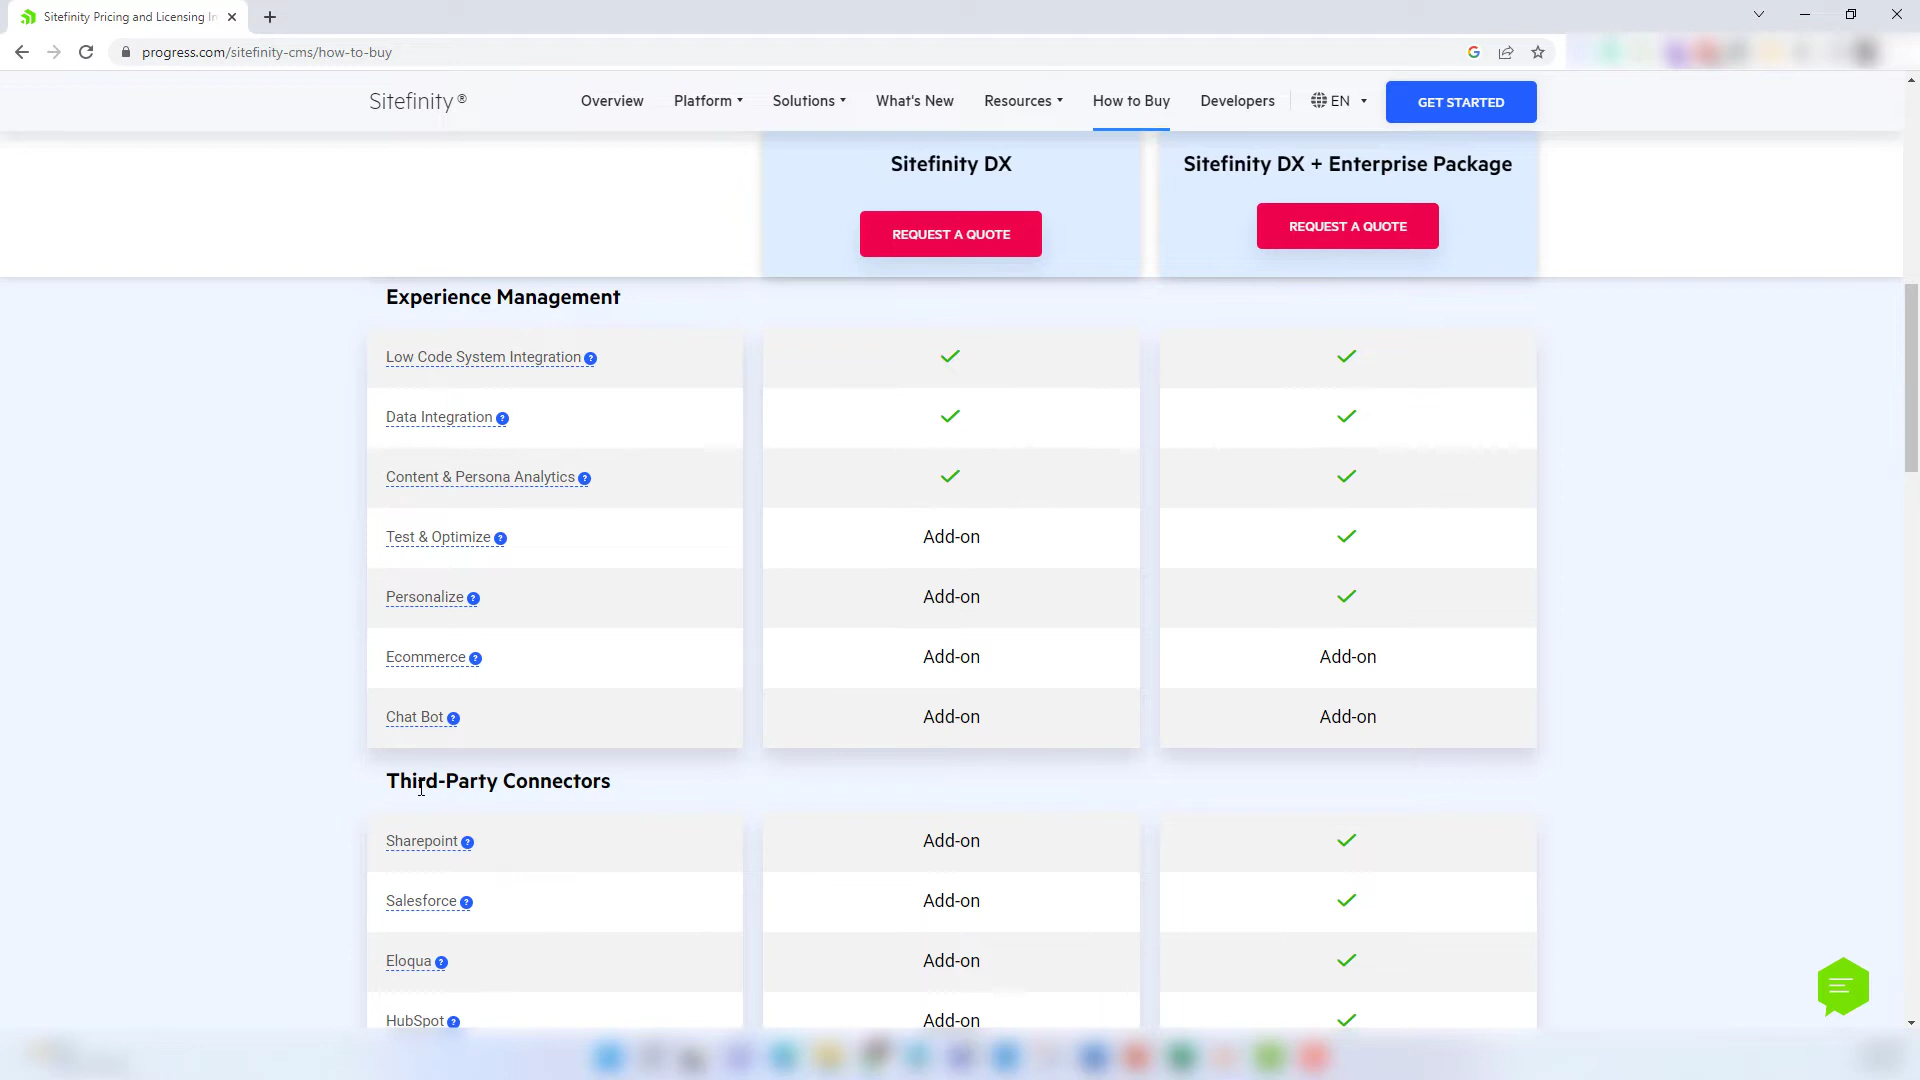 Sitefinity Pricing and Licensing In
progress.com/sitefinity-cms/how-to-buy
Sitefinity ®
Overview
Platform
Solutions
What's New
Resources
How to Buy
Developers
EN
GET STARTED
Sitefinity DX
Sitefinity DX + Enterprise Package
REQUEST A QUOTE
REQUEST A QUOTE
Experience Management
Low Code System Integration ?
Data Integration ?
Content & Persona Analytics ?
Test & Optimize ?
Add-on
Personalize ?
Add-on
Ecommerce ?
Add-on
Add-on
Chat Bot ?
Add-on
Add-on
Third-Party Connectors
Sharepoint ?
Add-on
Salesforce ?
Add-on
Eloqua ?
Add-on
HubSpot ?
Add-on